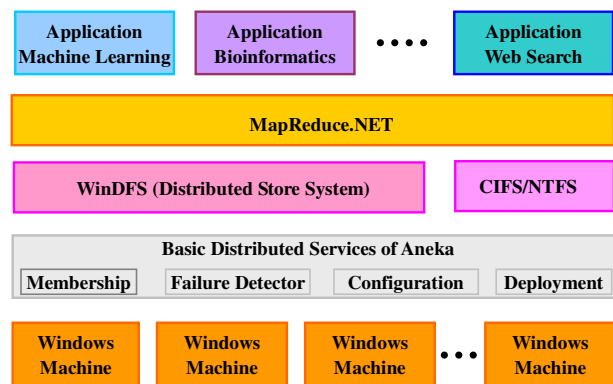 Application Application •••• Application
Machine Learning Bioinformatics Web Search
MapReduce.NET
WinDFS (Distributed Store System) CIFS/NTFS
Basic Distributed Services of Aneka
Membership Failure Detector Configuration Deployment
Windows Windows Windows ••• Windows
Machine Machine Machine Machine